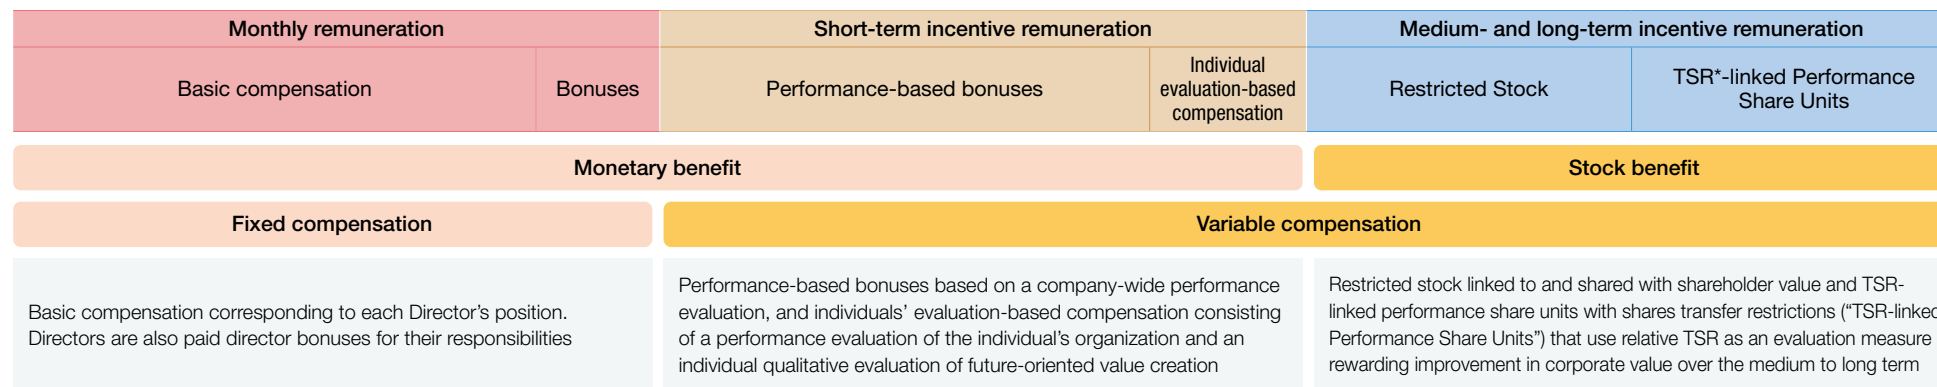 Monthly remuneration
Short-term incentive remuneration
Medium- and long-term incentive remuneration
Basic compensation
Bonuses
Performance-based bonuses
Individual
evaluation-based
compensation
Restricted Stock
TSR*-linked Performance
Share Units
Monetary benefit
Stock benefit
Fixed compensation
Variable compensation
Basic compensation corresponding to each Director’s position.
Directors are also paid director bonuses for their responsibilities
Performance-based bonuses based on a company-wide performance
evaluation, and individuals’ evaluation-based compensation consisting
of a performance evaluation of the individual’s organization and an
individual qualitative evaluation of future-oriented value creation
Restricted stock linked to and shared with shareholder value and TSR-
linked performance share units with shares transfer restrictions (“TSR-linked
Performance Share Units”) that use relative TSR as an evaluation measure
rewarding improvement in corporate value over the medium to long term